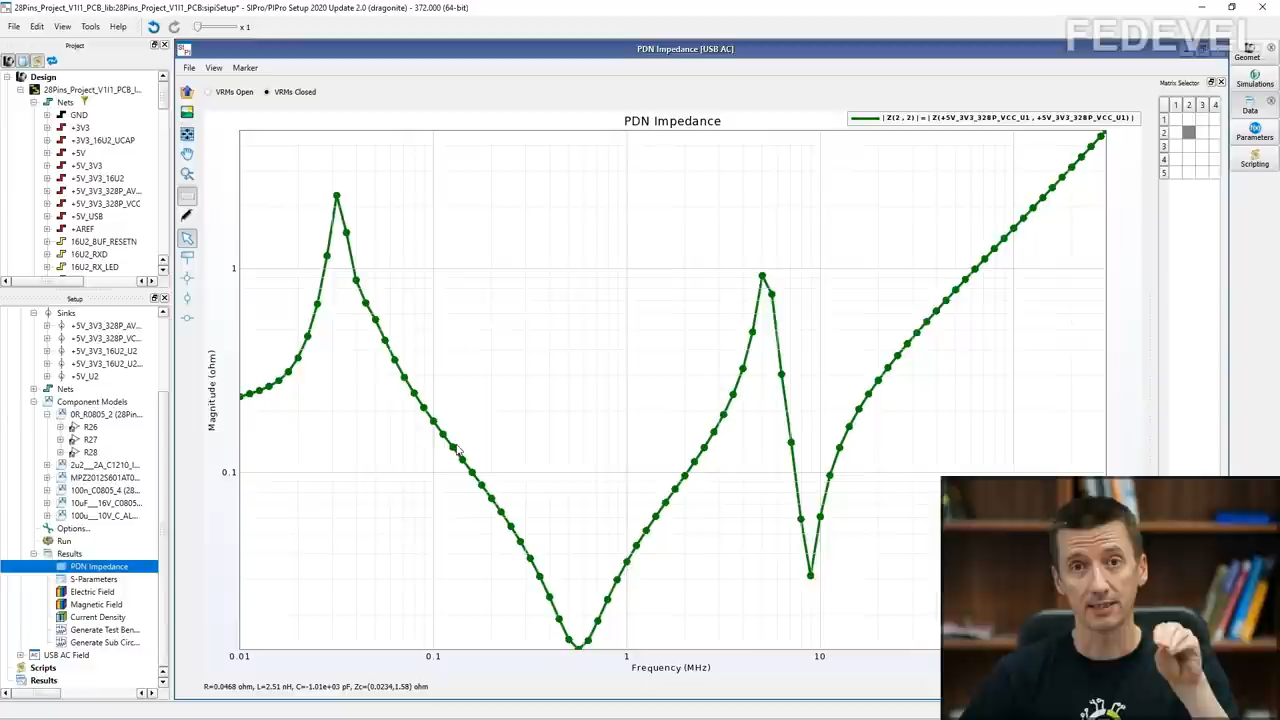 28Pins_Project_V1I1_PCB_lib:28Pins_Project_V1I1_PCB:sipiSetup* - SIPro/PIPro Setup 2020 Update 2.0 (dragonite) - 372.000 (64-bit)
File Edit View Tools Help
x 1
FEDEVEL
Project
Design
28Pins_Project_V1I1_PCB_l...
Nets
GND
+3V3
+3V3_16U2_UCAP
+5V
+5V_3V3
+5V_3V3_16U2
+5V_3V3_328P_AV...
+5V_3V3_328P_VCC
+5V_USB
+AREF
16U2_BUF_RESETN
16U2_RXD
16U2_RX_LED
Setup
Sinks
+5V_3V3_328P_AV...
+5V_3V3_328P_VC...
+5V_3V3_16U2_U2
+5V_3V3_16U2_U2...
+5V_U2
Nets
Component Models
0R_R0805_2 (28Pin...
R26
R27
R28
2u2__2A_C1210_I...
MPZ2012S601AT0...
100n_C0805_4 (28...
10uF__16V_C0805...
100u__10V_C_AL...
Options...
Run
Results
PDN Impedance
S-Parameters
Electric Field
Magnetic Field
Current Density
Generate Test Ben...
Generate Sub Circ...
USB AC Field
Scripts
Results
PDN Impedance [USB AC]
File View Marker
VRMs Open VRMs Closed
PDN Impedance
| Z(2 , 2) | = | Z(+5V_3V3_328P_VCC_U1 , +5V_3V3_328P_VCC_U1) |
Magnitude (ohm)
1
0.1
0.01 0.1 1 10
Frequency (MHz)
R=0.0468 ohm, L=2.51 nH, C=-1.01e+03 pF, Zc=(0.0234,1.58) ohm
Matrix Selector
1 2 3 4
1
2
3
4
5
Geomet...
Simulations
Data
Parameters
Scripting